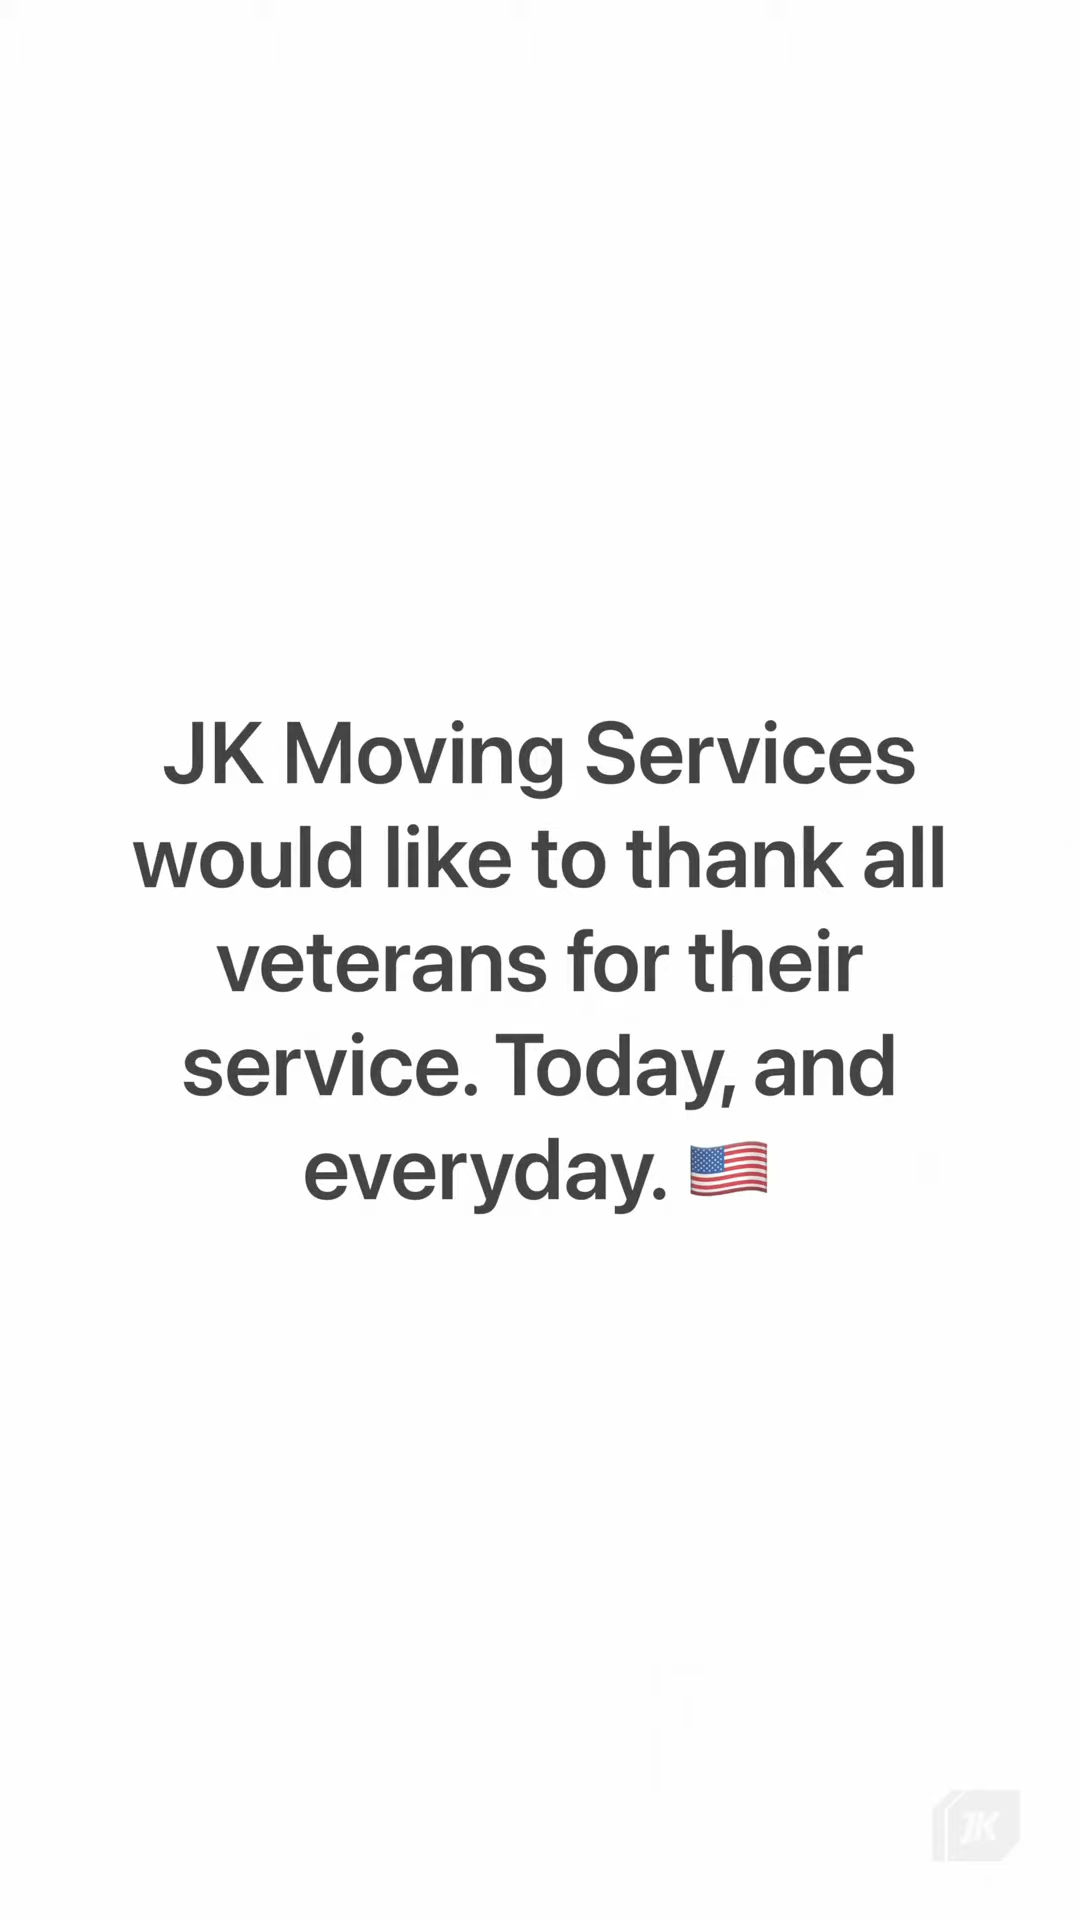 JK Moving Services
would like to thank all
veterans for their
service. Today, and
everyday. 🇺🇸
JK